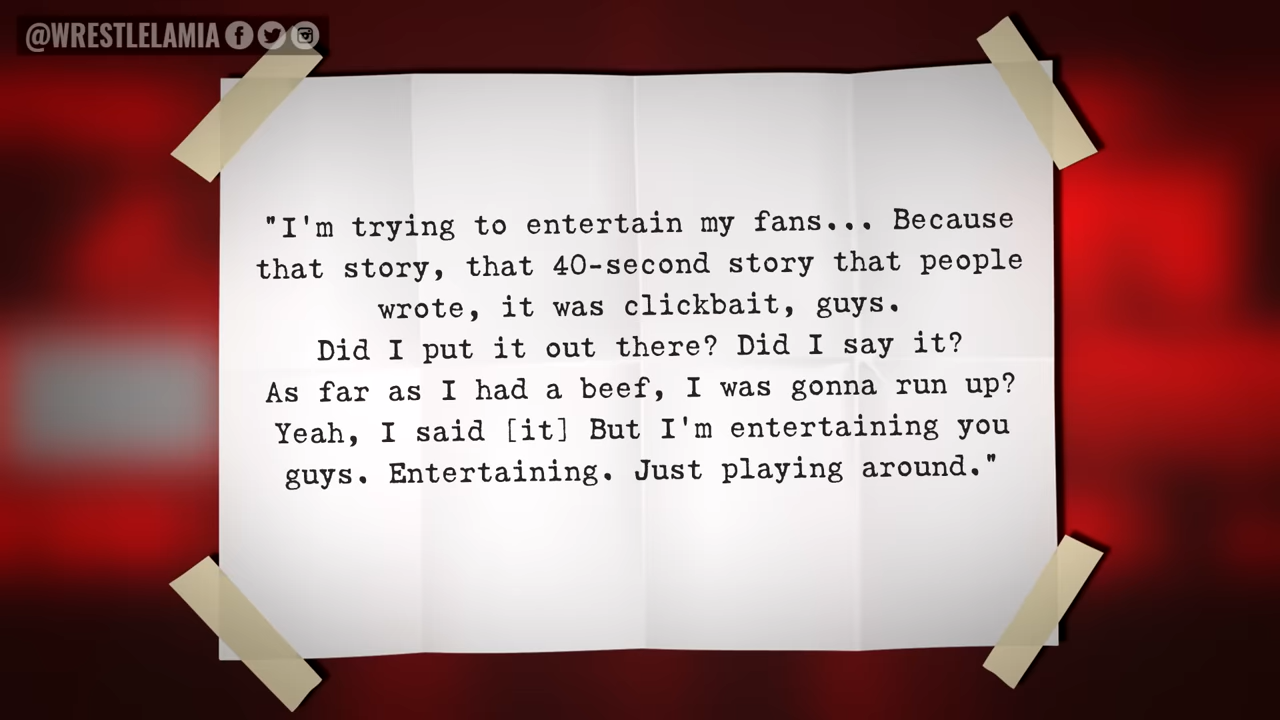 @WRESTLELAMIA
"I'm trying to entertain my fans... Because
that story, that 40-second story that people
wrote, it was clickbait, guys.
Did I put it out there? Did I say it?
As far as I had a beef, I was gonna run up?
Yeah, I said [it] But I'm entertaining you
guys. Entertaining. Just playing around."